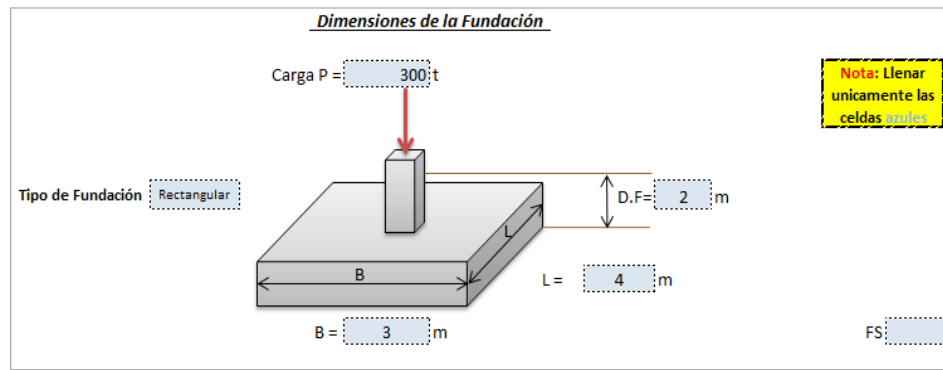 Dimensiones de la Fundación
Carga P = 300 t
Nota: Llenar
unicamente las
celdas azules
Tipo de Fundación Rectangular
D.F= 2 m
L
B
L = 4 m
B = 3 m
FS